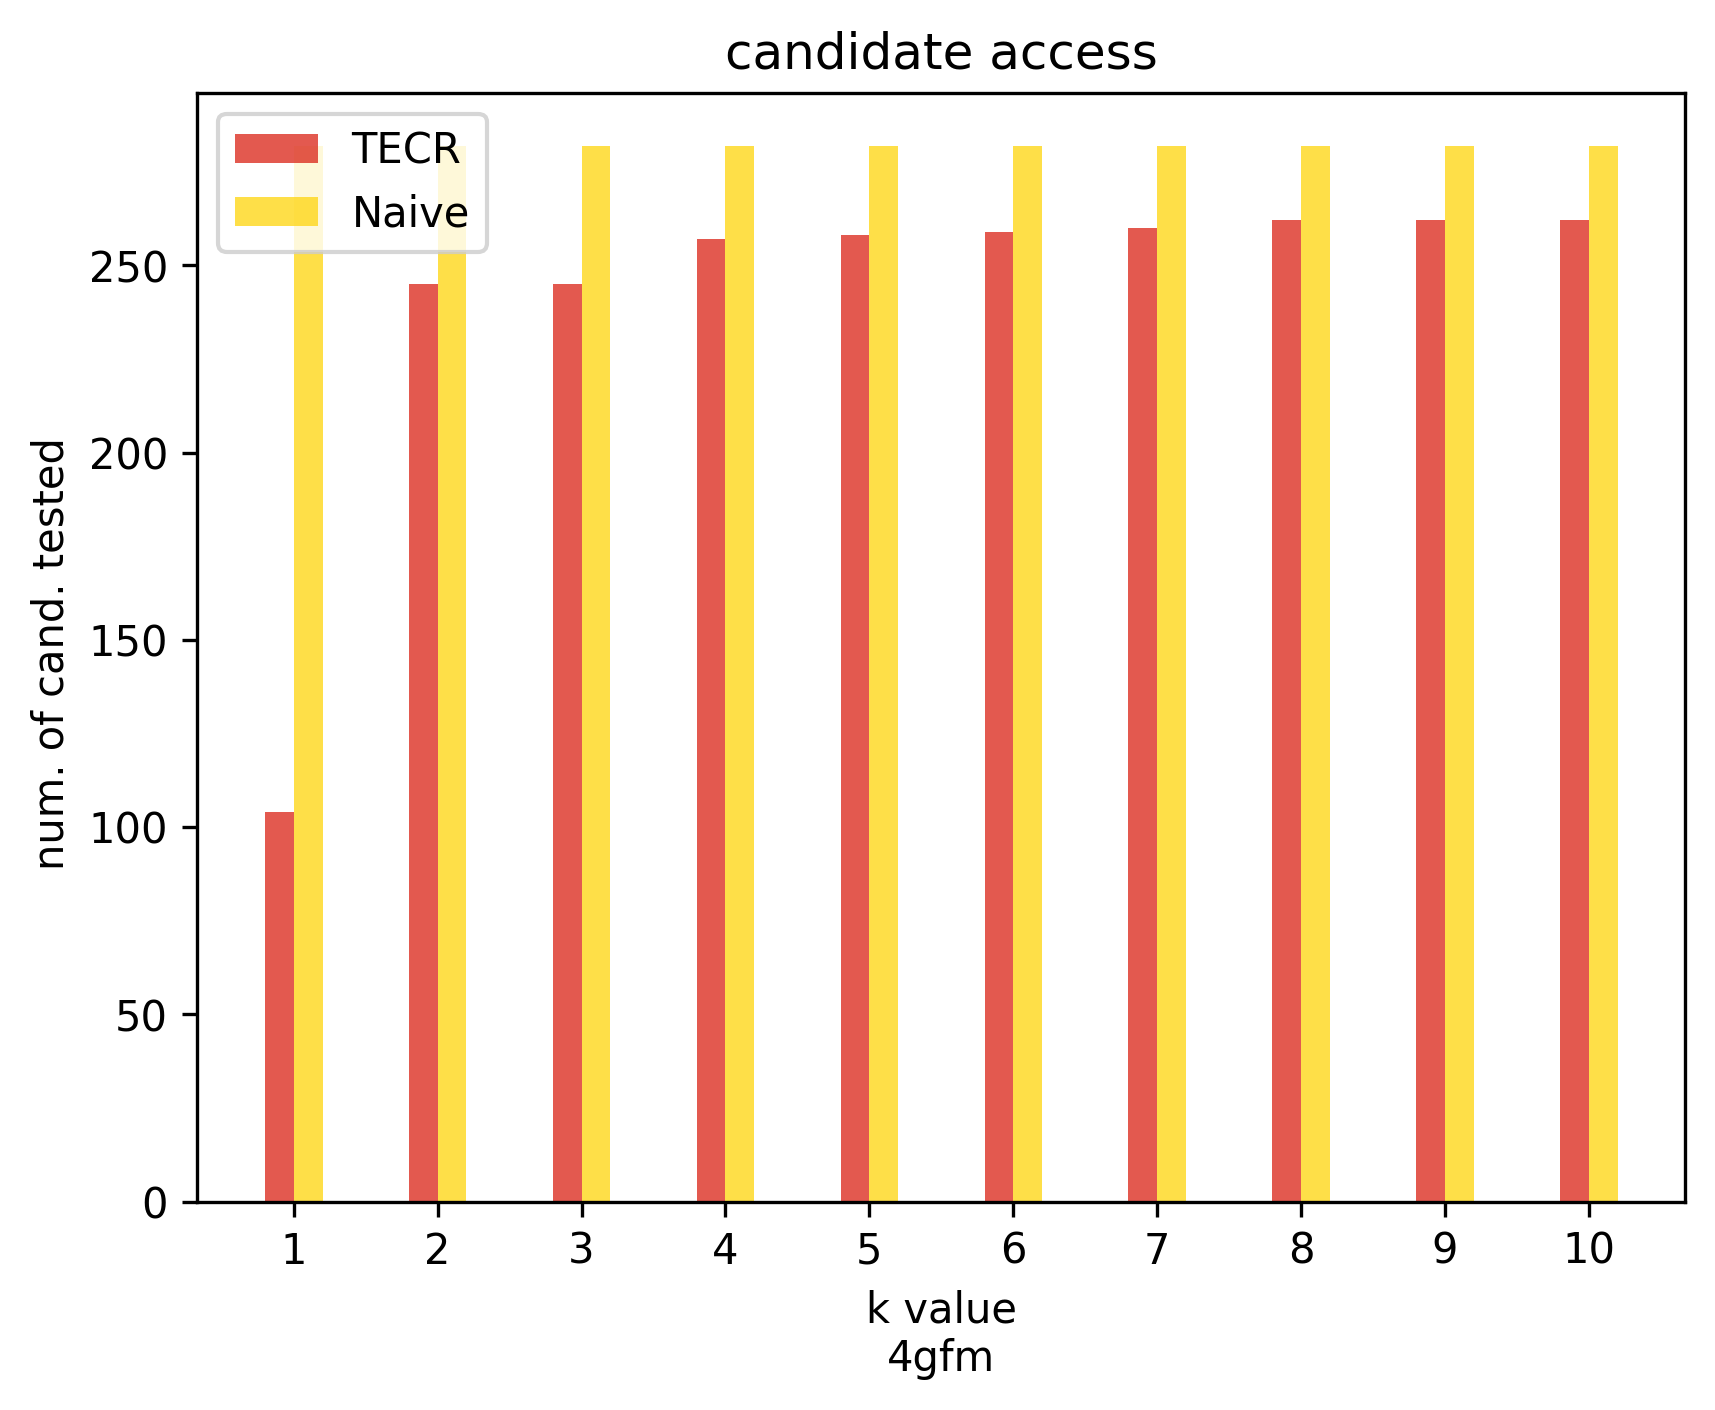 candidate access
TECR
Naive
num. of cand. tested
250
200
150
100
50
0
1 2 3 4 5 6 7 8 9 10
k value
4gfm